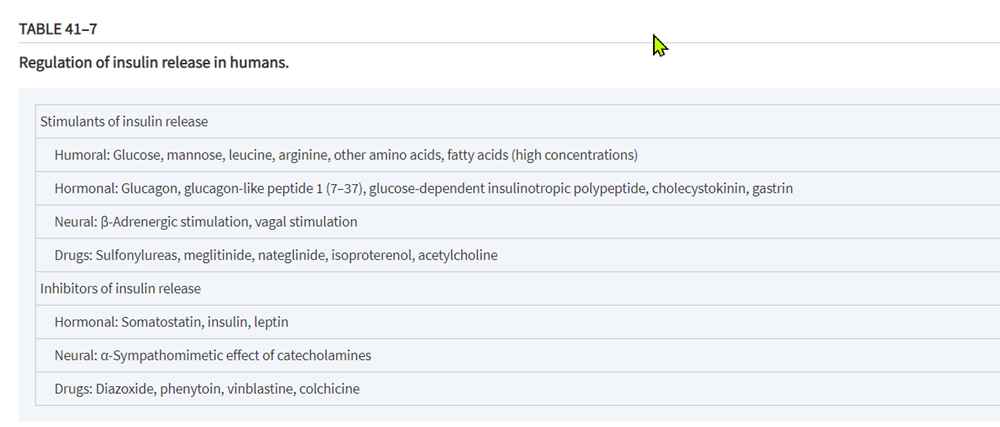 TABLE 41–7
Regulation of insulin release in humans.
Stimulants of insulin release
Humoral: Glucose, mannose, leucine, arginine, other amino acids, fatty acids (high concentrations)
Hormonal: Glucagon, glucagon-like peptide 1 (7–37), glucose-dependent insulinotropic polypeptide, cholecystokinin, gastrin
Neural: β-Adrenergic stimulation, vagal stimulation
Drugs: Sulfonylureas, meglitinide, nateglinide, isoproterenol, acetylcholine
Inhibitors of insulin release
Hormonal: Somatostatin, insulin, leptin
Neural: α-Sympathomimetic effect of catecholamines
Drugs: Diazoxide, phenytoin, vinblastine, colchicine